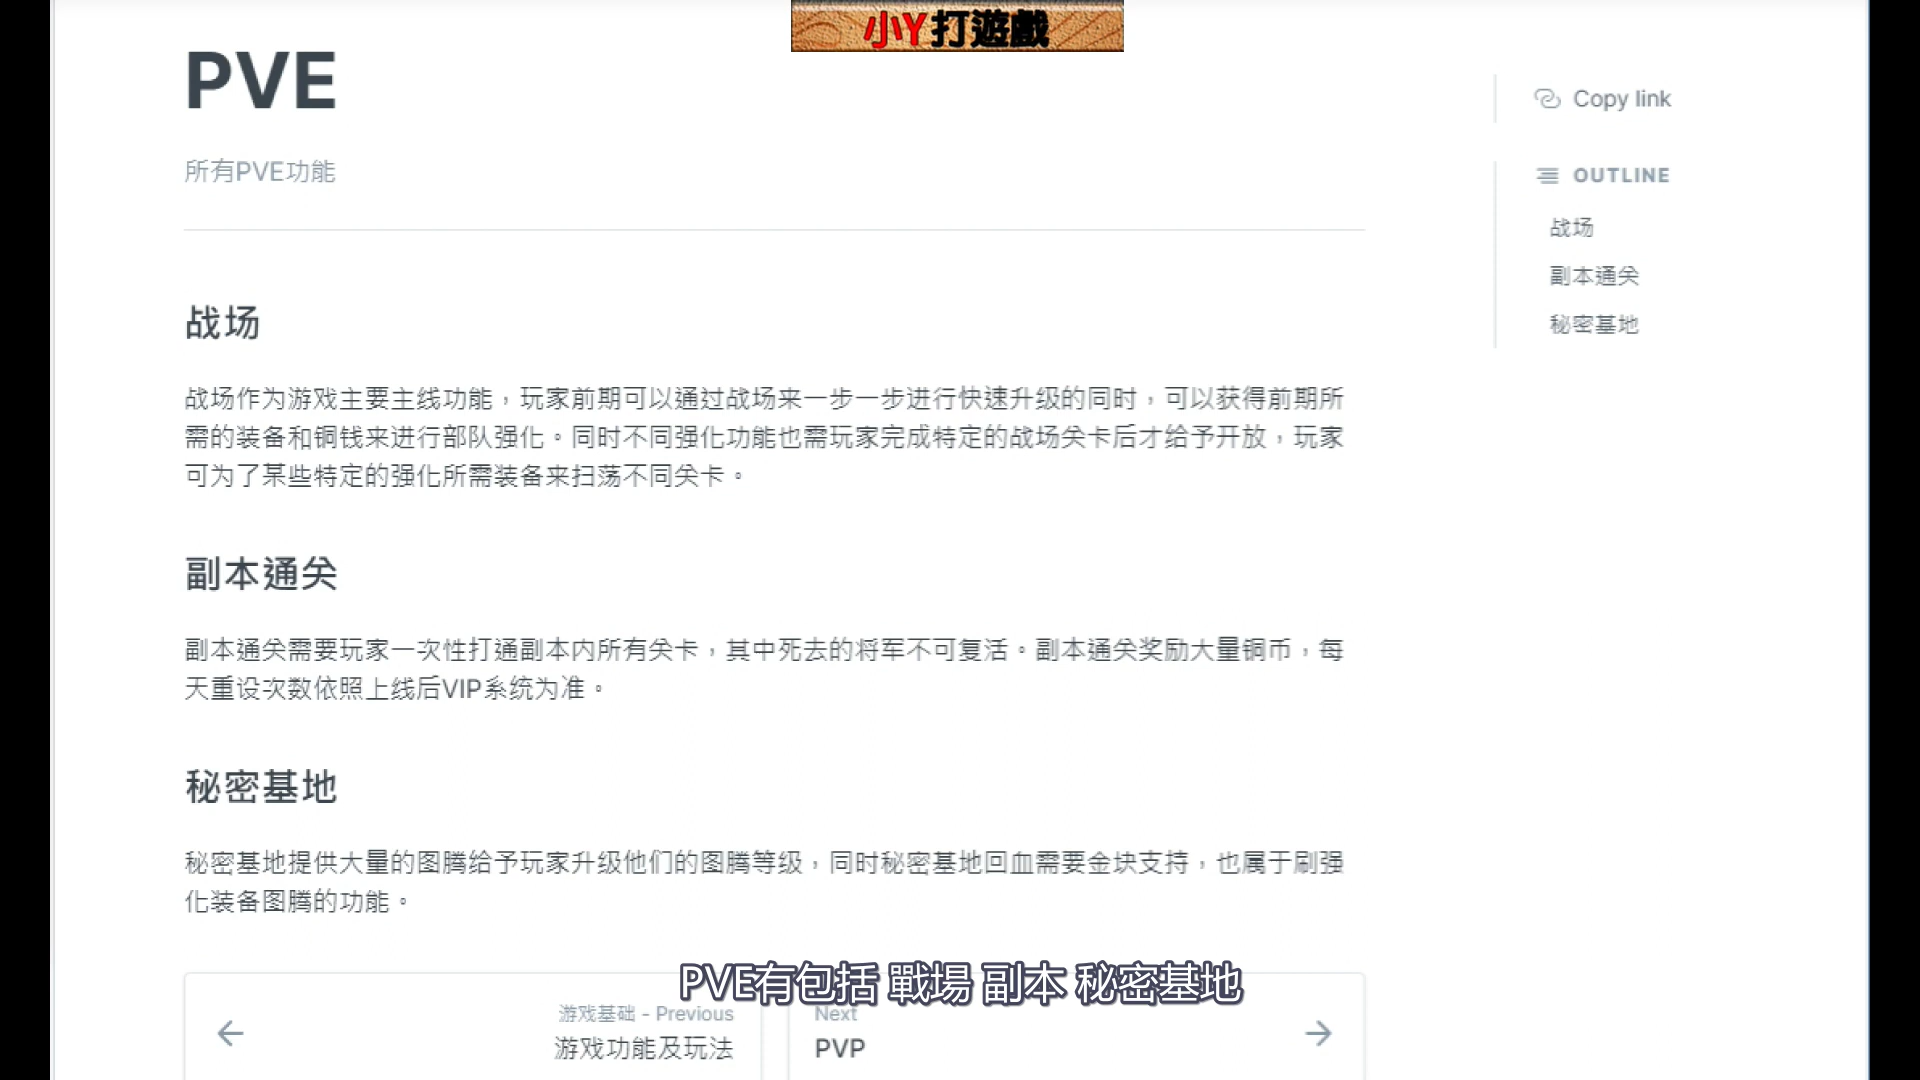 小Y打遊戲
PVE
所有PVE功能
Copy link
OUTLINE
战场
副本通关
秘密基地
战场
战场作为游戏主要主线功能，玩家前期可以通过战场来一步一步进行快速升级的同时，可以获得前期所
需的装备和铜钱来进行部队强化。同时不同强化功能也需玩家完成特定的战场关卡后才给予开放，玩家
可为了某些特定的强化所需装备来扫荡不同关卡。
副本通关
副本通关需要玩家一次性打通副本内所有关卡，其中死去的将军不可复活。副本通关奖励大量铜币，每
天重设次数依照上线后VIP系统为准。
秘密基地
秘密基地提供大量的图腾给予玩家升级他们的图腾等级，同时秘密基地回血需要金块支持，也属于刷强
化装备图腾的功能。
PVE有包括 戰場 副本 秘密基地
游戏基础 - Previous
游戏功能及玩法
Next
PVP